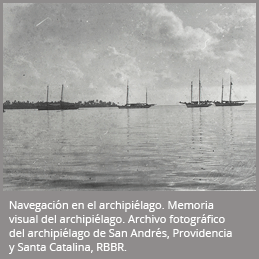 Navegación en el archipiélago. Memoria
visual del archipiélago. Archivo fotográfico
del archipiélago de San Andrés, Providencia
y Santa Catalina, RBBR.